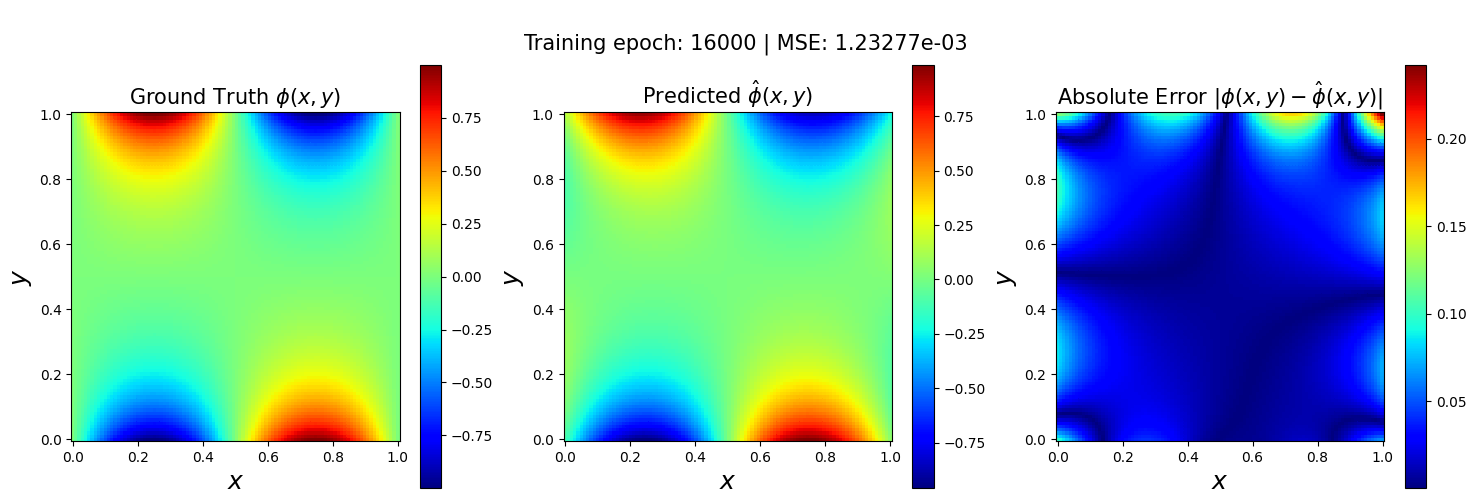 Training epoch: 16000 | MSE: 1.23277e-03
Ground Truth ϕ(x, y)
1.0
0.8
0.6
0.4
0.2
0.0
y
0.0 0.2 0.4 0.6 0.8 1.0
x
0.75
0.50
0.25
0.00
−0.25
−0.50
−0.75
Predicted ϕ̂(x, y)
1.0
0.8
0.6
0.4
0.2
0.0
y
0.0 0.2 0.4 0.6 0.8 1.0
x
0.75
0.50
0.25
0.00
−0.25
−0.50
−0.75
Absolute Error |ϕ(x, y) − ϕ̂(x, y)|
1.0
0.8
0.6
0.4
0.2
0.0
y
0.0 0.2 0.4 0.6 0.8 1.0
x
0.20
0.15
0.10
0.05